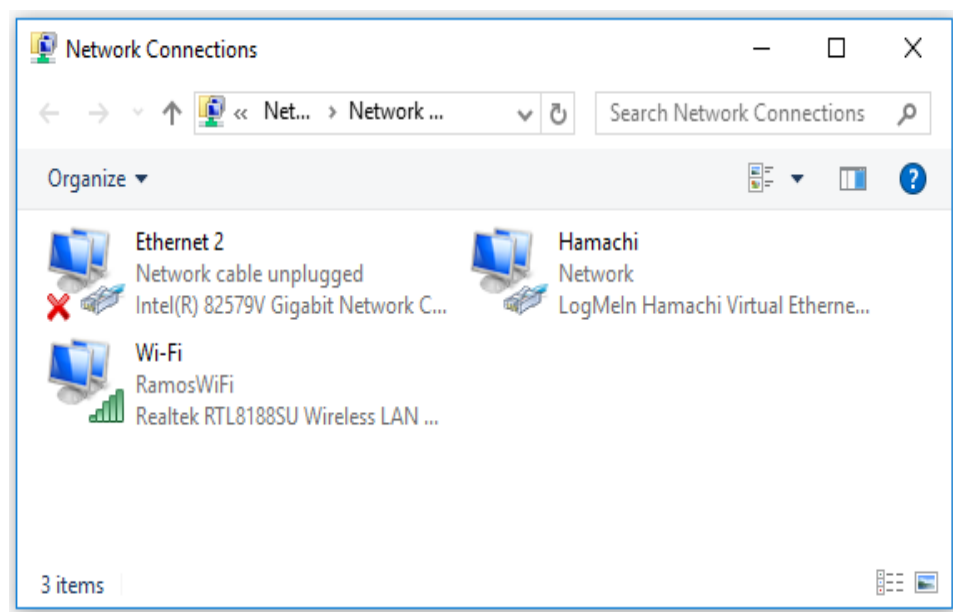 Network Connections
« Net... › Network ...
Search Network Connections
Organize
?
Ethernet 2
Network cable unplugged
Intel(R) 82579V Gigabit Network C...
Hamachi
Network
LogMeIn Hamachi Virtual Etherne...
Wi-Fi
RamosWiFi
Realtek RTL8188SU Wireless LAN ...
3 items